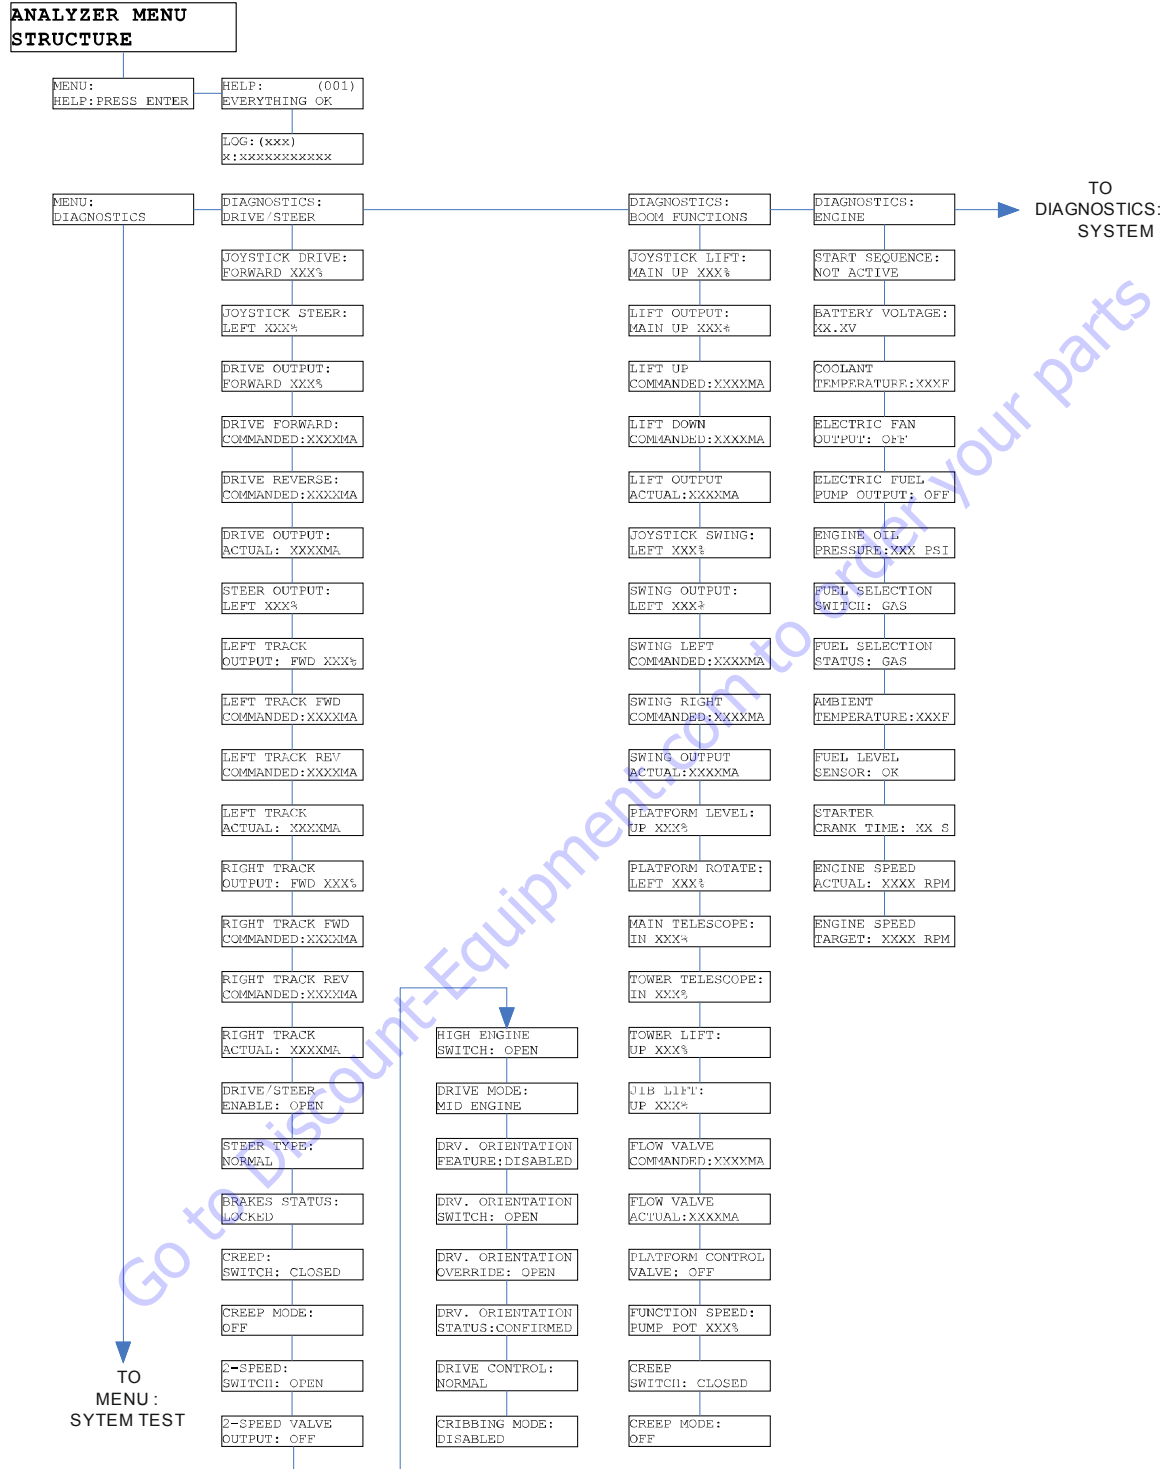 ANALYZER MENU
STRUCTURE
MENU:
HELP:PRESS ENTER
HELP: (001)
EVERYTHING OK
LOG:(xxx)
x:xxxxxxxxxxx
MENU:
DIAGNOSTICS
DIAGNOSTICS:
DRIVE/STEER
DIAGNOSTICS:
BOOM FUNCTIONS
DIAGNOSTICS:
ENGINE
TO
DIAGNOSTICS:
SYSTEM
JOYSTICK DRIVE:
FORWARD XXX%
JOYSTICK STEER:
LEFT XXX%
DRIVE OUTPUT:
FORWARD XXX%
DRIVE FORWARD:
COMMANDED:XXXXMA
DRIVE REVERSE:
COMMANDED:XXXXMA
DRIVE OUTPUT:
ACTUAL: XXXXMA
STEER OUTPUT:
LEFT XXX%
LEFT TRACK
OUTPUT: FWD XXX%
LEFT TRACK FWD
COMMANDED:XXXXMA
LEFT TRACK REV
COMMANDED:XXXXMA
LEFT TRACK
ACTUAL: XXXXMA
RIGHT TRACK
OUTPUT: FWD XXX%
RIGHT TRACK FWD
COMMANDED:XXXXMA
RIGHT TRACK REV
COMMANDED:XXXXMA
RIGHT TRACK
ACTUAL: XXXXMA
DRIVE/STEER
ENABLE: OPEN
STEER TYPE:
NORMAL
BRAKES STATUS:
LOCKED
CREEP:
SWITCH: CLOSED
CREEP MODE:
OFF
2-SPEED:
SWITCH: OPEN
2-SPEED VALVE
OUTPUT: OFF
HIGH ENGINE
SWITCH: OPEN
DRIVE MODE:
MID ENGINE
DRV. ORIENTATION
FEATURE:DISABLED
DRV. ORIENTATION
SWITCH: OPEN
DRV. ORIENTATION
OVERRIDE: OPEN
DRV. ORIENTATION
STATUS:CONFIRMED
DRIVE CONTROL:
NORMAL
CRIBBING MODE:
DISABLED
JOYSTICK LIFT:
MAIN UP XXX%
LIFT OUTPUT:
MAIN UP XXX%
LIFT UP
COMMANDED:XXXXMA
LIFT DOWN
COMMANDED:XXXXMA
LIFT OUTPUT
ACTUAL:XXXXMA
JOYSTICK SWING:
LEFT XXX%
SWING OUTPUT:
LEFT XXX%
SWING LEFT
COMMANDED:XXXXMA
SWING RIGHT
COMMANDED:XXXXMA
SWING OUTPUT
ACTUAL:XXXXMA
PLATFORM LEVEL:
UP XXX%
PLATFORM ROTATE:
LEFT XXX%
MAIN TELESCOPE:
IN XXX%
TOWER TELESCOPE:
IN XXX%
TOWER LIFT:
UP XXX%
JIB LIFT:
UP XXX%
FLOW VALVE
COMMANDED:XXXXMA
FLOW VALVE
ACTUAL:XXXXMA
PLATFORM CONTROL
VALVE: OFF
FUNCTION SPEED:
PUMP POT XXX%
CREEP
SWITCH: CLOSED
CREEP MODE:
OFF
START SEQUENCE:
NOT ACTIVE
BATTERY VOLTAGE:
XX.XV
COOLANT
TEMPERATURE:XXXF
ELECTRIC FAN
OUTPUT: OFF
ELECTRIC FUEL
PUMP OUTPUT: OFF
ENGINE OIL
PRESSURE:XXX PSI
FUEL SELECTION
SWITCH: GAS
FUEL SELECTION
STATUS: GAS
AMBIENT
TEMPERATURE:XXXF
FUEL LEVEL
SENSOR: OK
STARTER
CRANK TIME: XX S
ENGINE SPEED
ACTUAL: XXXX RPM
ENGINE SPEED
TARGET: XXXX RPM
TO
MENU :
SYTEM TEST
Go to Discount-Equipment.com to order your parts